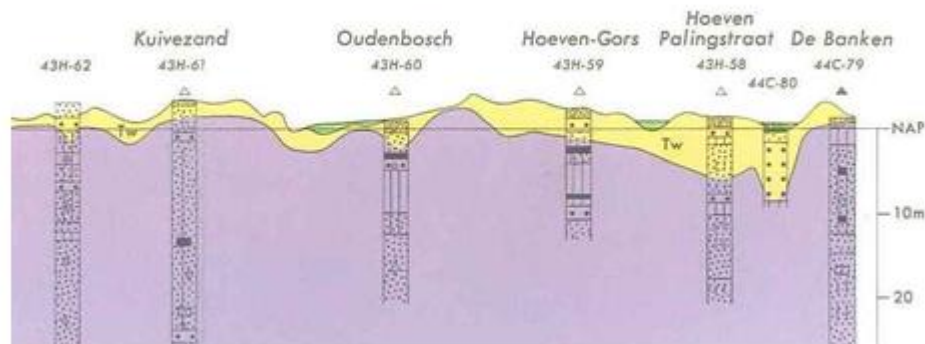 Kuivezand
Oudenbosch
Hoeven-Gors
Hoeven
Palingstraat
De Banken
43H-62
43H-61
43H-60
43H-59
43H-58
44C-80
44C-79
NAP
Tw
Tw
10m
20